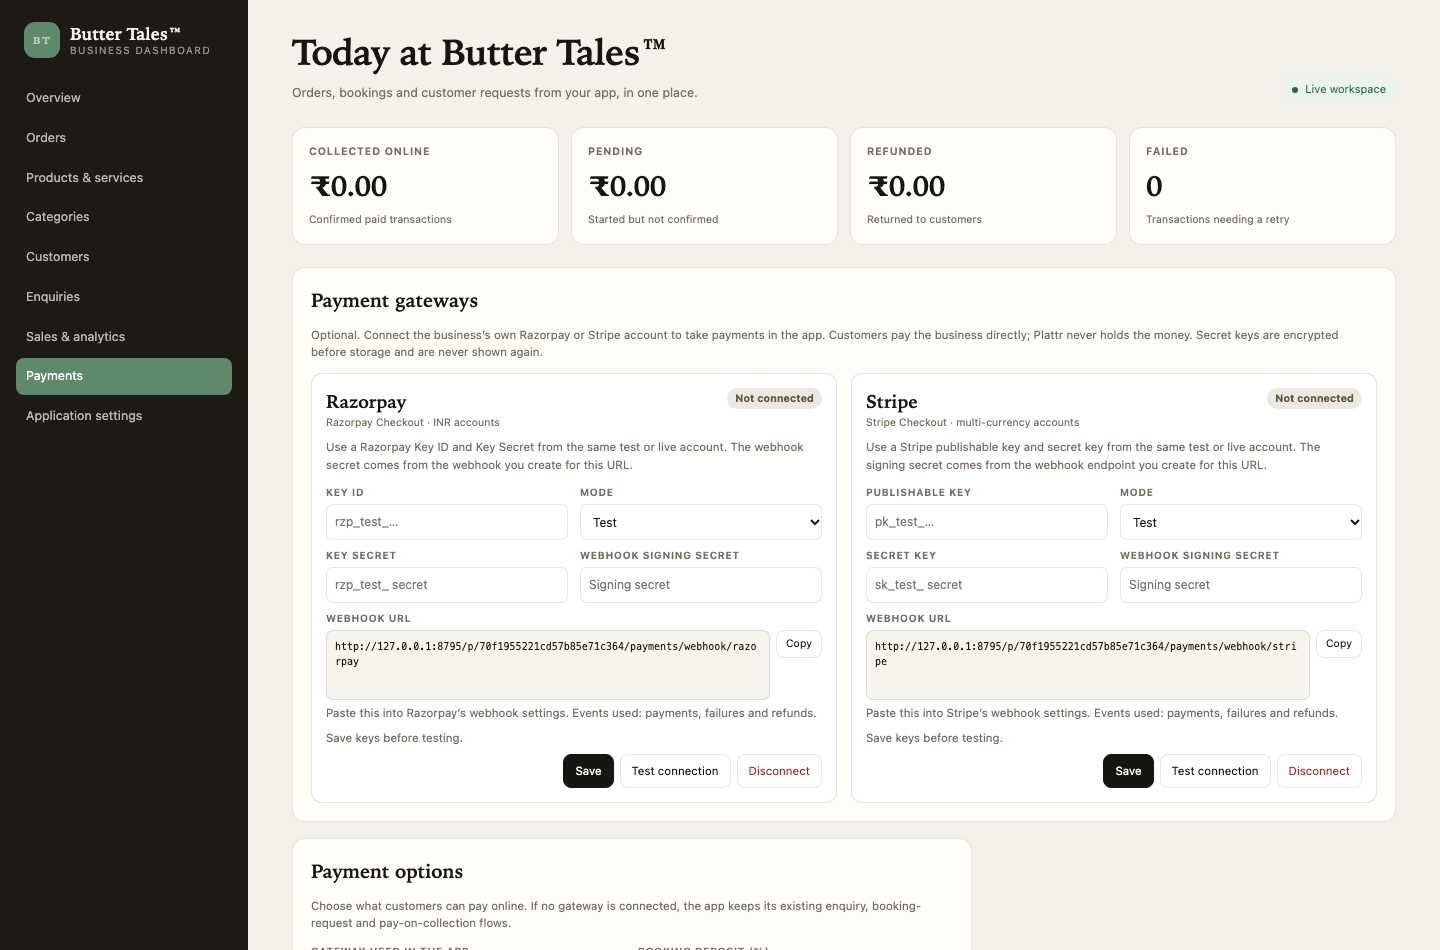 BT
Butter Tales™
BUSINESS DASHBOARD
Overview
Orders
Products & services
Categories
Customers
Enquiries
Sales & analytics
Payments
Application settings
Today at Butter Tales™
Orders, bookings and customer requests from your app, in one place.
Live workspace
COLLECTED ONLINE
₹0.00
Confirmed paid transactions
PENDING
₹0.00
Started but not confirmed
REFUNDED
₹0.00
Returned to customers
FAILED
0
Transactions needing a retry
Payment gateways
Optional. Connect the business's own Razorpay or Stripe account to take payments in the app. Customers pay the business directly; Plattr never holds the money. Secret keys are encrypted
before storage and are never shown again.
Razorpay
Not connected
Razorpay Checkout · INR accounts
Use a Razorpay Key ID and Key Secret from the same test or live account. The webhook
secret comes from the webhook you create for this URL.
KEY ID
MODE
rzp_test_…
Test
KEY SECRET
WEBHOOK SIGNING SECRET
rzp_test_ secret
Signing secret
WEBHOOK URL
http://127.0.0.1:8795/p/70f1955221cd57b85e71c364/payments/webhook/razo
rpay
Copy
Paste this into Razorpay's webhook settings. Events used: payments, failures and refunds.
Save keys before testing.
Save
Test connection
Disconnect
Stripe
Not connected
Stripe Checkout · multi-currency accounts
Use a Stripe publishable key and secret key from the same test or live account. The
signing secret comes from the webhook endpoint you create for this URL.
PUBLISHABLE KEY
MODE
pk_test_…
Test
SECRET KEY
WEBHOOK SIGNING SECRET
sk_test_ secret
Signing secret
WEBHOOK URL
http://127.0.0.1:8795/p/70f1955221cd57b85e71c364/payments/webhook/stri
pe
Copy
Paste this into Stripe's webhook settings. Events used: payments, failures and refunds.
Save keys before testing.
Save
Test connection
Disconnect
Payment options
Choose what customers can pay online. If no gateway is connected, the app keeps its existing enquiry, booking-
request and pay-on-collection flows.
GATEWAY USED IN THE APP
BOOKING DEPOSIT (%)